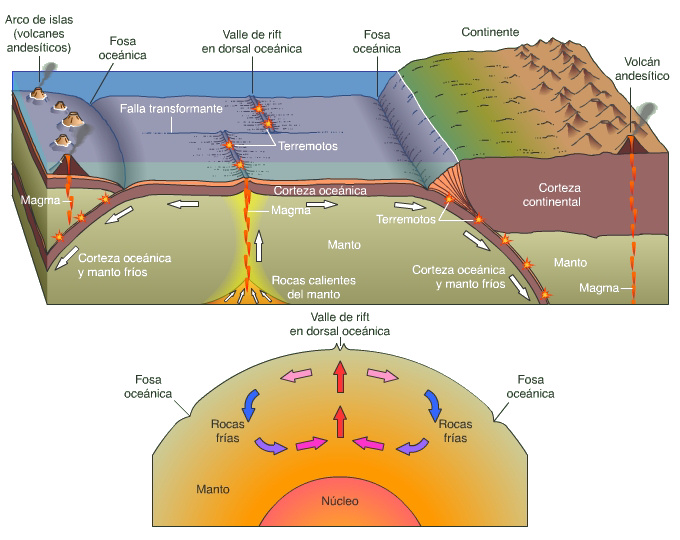 Arco de islas
(volcanes
andesíticos)
Fosa
oceánica
Valle de rift
en dorsal oceánica
Fosa
oceánica
Continente
Volcán
andesítico
Falla transformante
Terremotos
Magma
Corteza oceánica
Magma
Terremotos
Corteza
continental
Manto
Corteza oceánica
y manto fríos
Rocas calientes
del manto
Corteza oceánica
y manto fríos
Manto
Magma
Valle de rift
en dorsal oceánica
Fosa
oceánica
Fosa
oceánica
Rocas
frías
Rocas
frías
Manto
Núcleo